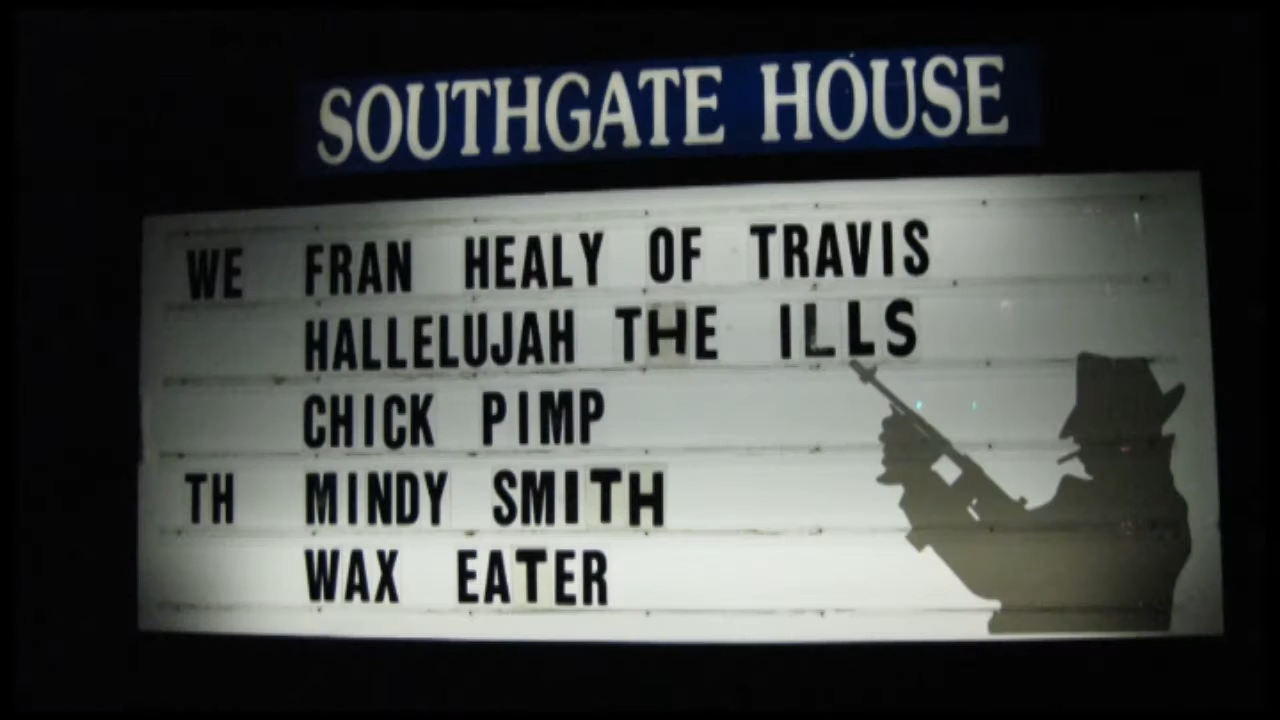 SOUTHGATE HOUSE
WE FRAN HEALY OF TRAVIS
HALLELUJAH THE ILLS
CHICK PIMP
TH MINDY SMITH
WAX EATER